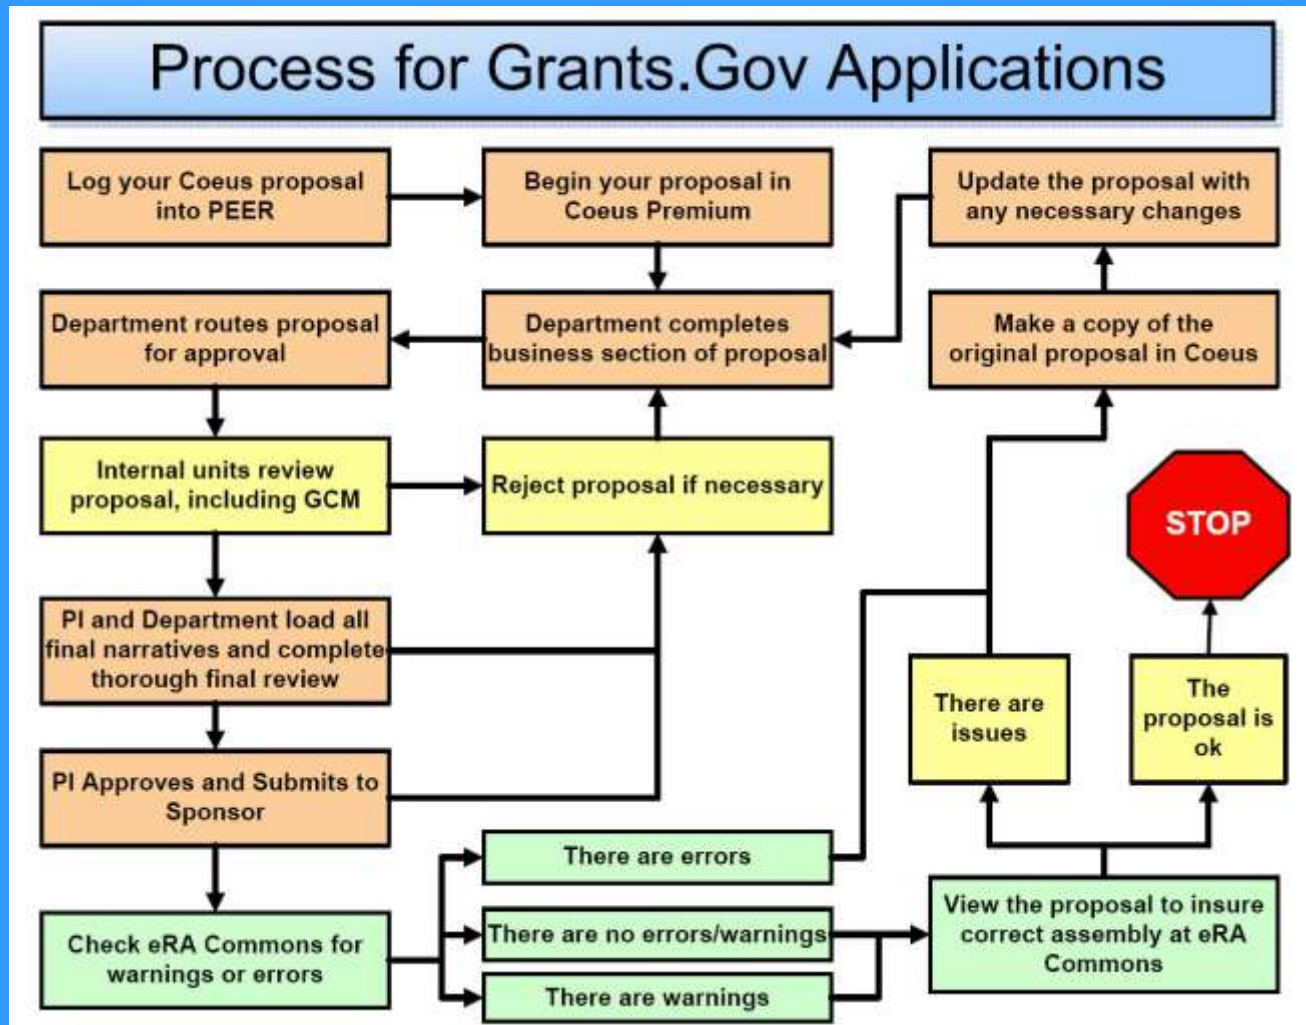 Process for Grants.Gov Applications
Log your Coeus proposal
into PEER
Begin your proposal in
Coeus Premium
Update the proposal with
any necessary changes
Department routes proposal
for approval
Department completes
business section of proposal
Make a copy of the
original proposal in Coeus
Internal units review
proposal, including GCM
Reject proposal if necessary
STOP
PI and Department load all
final narratives and complete
thorough final review
There are
issues
The
proposal is
ok
PI Approves and Submits to
Sponsor
There are errors
Check eRA Commons for
warnings or errors
There are no errors/warnings
There are warnings
View the proposal to insure
correct assembly at eRA
Commons